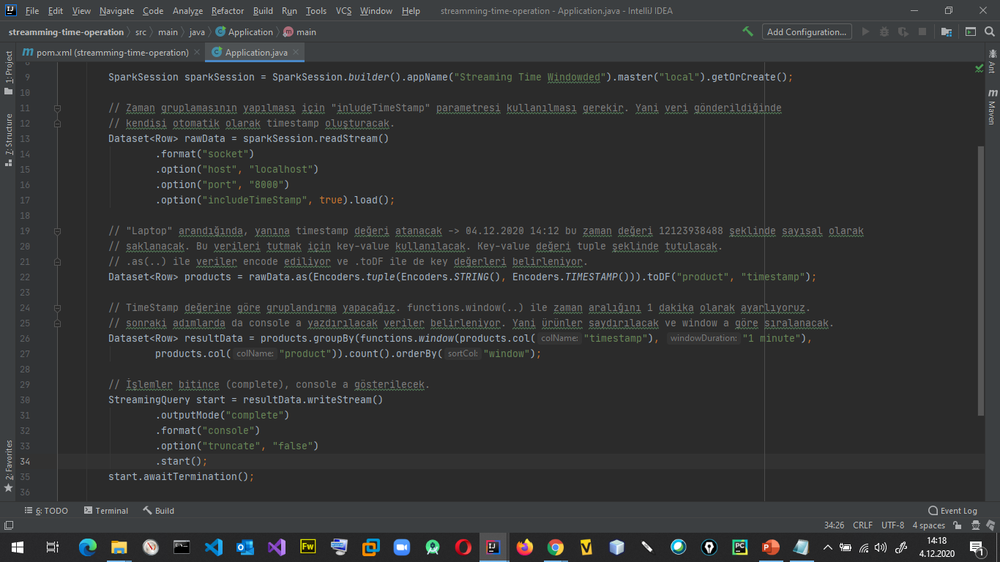 File Edit View Navigate Code Analyze Refactor Build Run Tools VCS Window Help streamming-time-operation - Application.java - IntelliJ IDEA
streamming-time-operation src main java Application main Add Configuration...
pom.xml (streamming-time-operation) Application.java
1: Project
7: Structure
2: Favorites
Ant
Maven
8
9 SparkSession sparkSession = SparkSession.builder().appName("Streaming Time Windowded").master("local").getOrCreate();
10
11 // Zaman gruplamasının yapılması için "inludeTimeStamp" parametresi kullanılması gerekir. Yani veri gönderildiğinde
12 // kendisi otomatik olarak timestamp oluşturacak.
13 Dataset<Row> rawData = sparkSession.readStream()
14 .format("socket")
15 .option("host", "localhost")
16 .option("port", "8000")
17 .option("includeTimeStamp", true).load();
18
19 // "Laptop" arandığında, yanına timestamp değeri atanacak -> 04.12.2020 14:12 bu zaman değeri 12123938488 şeklinde sayısal olarak
20 // saklanacak. Bu verileri tutmak için key-value kullanılacak. Key-value değeri tuple şeklinde tutulacak.
21 // .as(..) ile veriler encode ediliyor ve .toDF ile de key değerleri belirleniyor.
22 Dataset<Row> products = rawData.as(Encoders.tuple(Encoders.STRING(), Encoders.TIMESTAMP())).toDF("product", "timestamp");
23
24 // TimeStamp değerine göre gruplandırma yapacağız. functions.window(..) ile zaman aralığını 1 dakika olarak ayarlıyoruz.
25 // sonraki adımlarda da console a yazdırılacak veriler belirleniyor. Yani ürünler saydırılacak ve window a göre sıralanacak.
26 Dataset<Row> resultData = products.groupBy(functions.window(products.col( colName: "timestamp"), windowDuration: "1 minute"),
27 products.col( colName: "product")).count().orderBy( sortCol: "window");
28
29 // İşlemler bitince (complete), console a gösterilecek.
30 StreamingQuery start = resultData.writeStream()
31 .outputMode("complete")
32 .format("console")
33 .option("truncate", "false")
34 .start();
35 start.awaitTermination();
36
6: TODO Terminal Build Event Log
34:26 CRLF UTF-8 4 spaces
14:18
4.12.2020